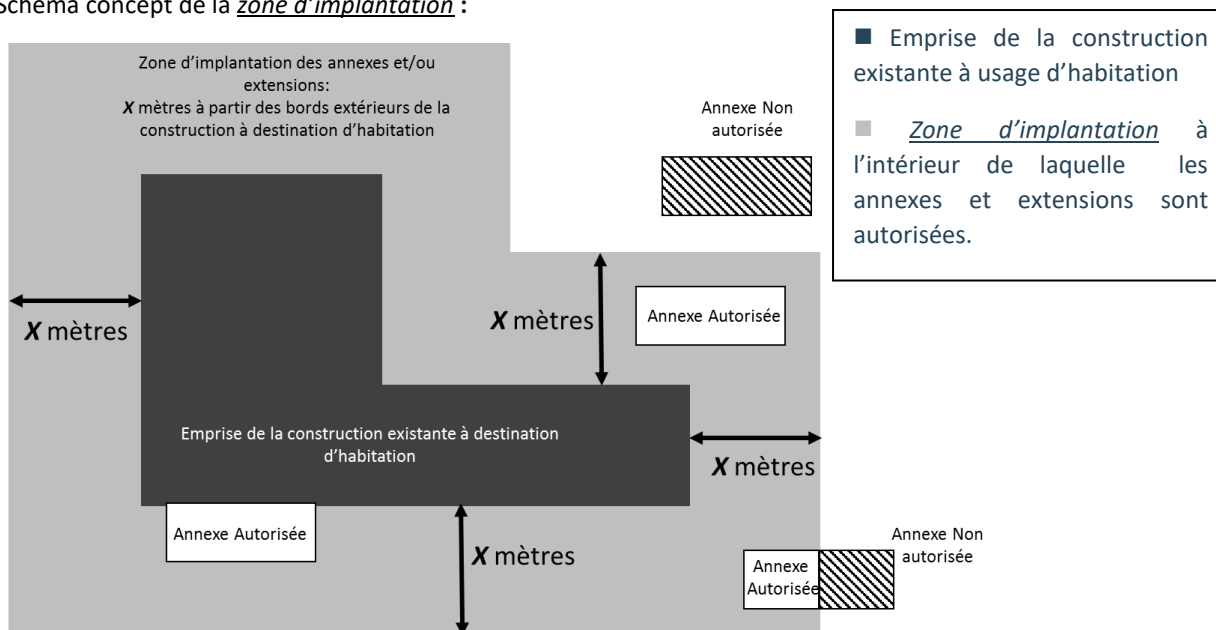 Schéma concept de la zone d'implantation :
Zone d'implantation des annexes et/ou
extensions:
X mètres à partir des bords extérieurs de la
construction à destination d'habitation
Annexe Non
autorisée
■ Emprise de la construction
existante à usage d'habitation
■ Zone d'implantation à
l'intérieur de laquelle les
annexes et extensions sont
autorisées.
X mètres
X mètres
Annexe Autorisée
Emprise de la construction existante à destination
d'habitation
X mètres
Annexe Autorisée
X mètres
Annexe
Autorisée
Annexe Non
autorisée